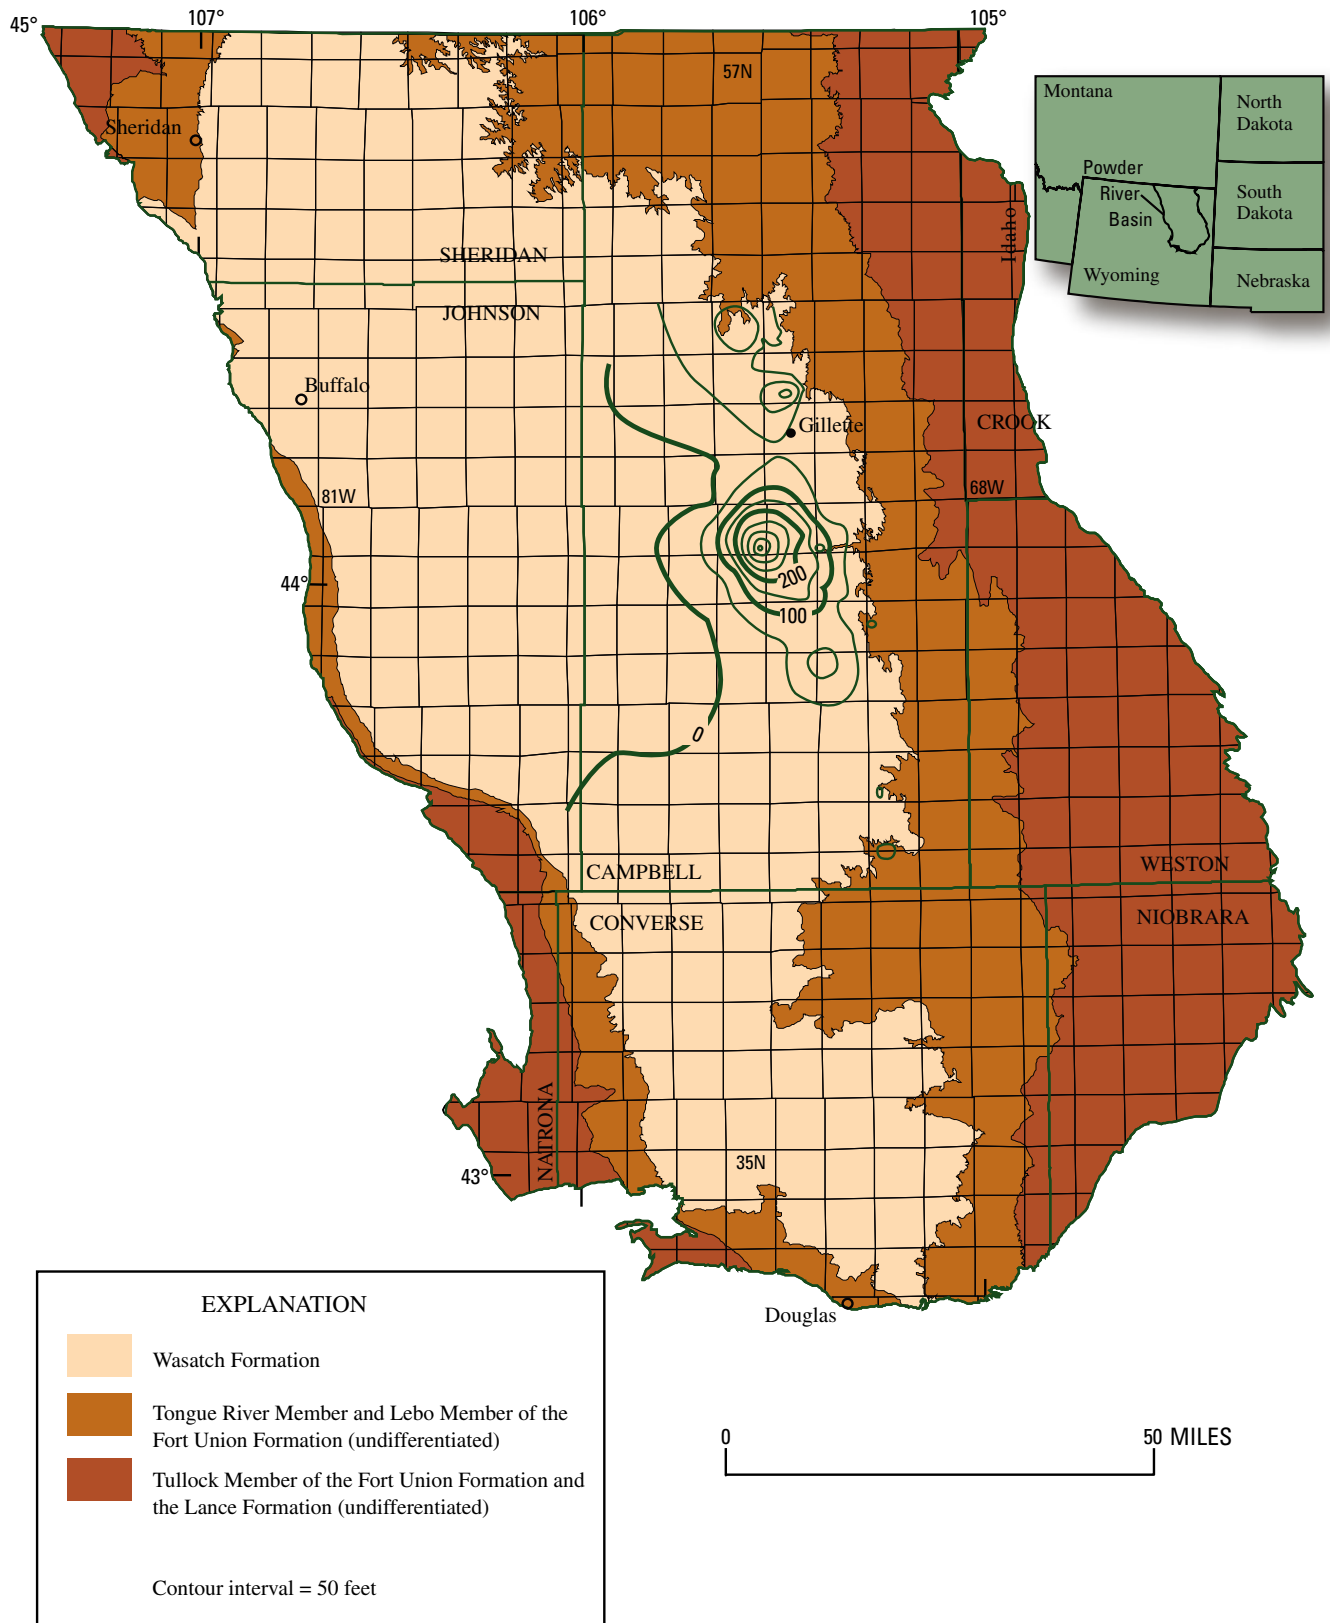 45°
107°
106°
105°
57N
Montana
North
Dakota
Sheridan
Powder
River
Basin
South
Dakota
Idaho
SHERIDAN
Wyoming
Nebraska
JOHNSON
Buffalo
Gillette
CROOK
81W
68W
44°
200
100
0
CAMPBELL
WESTON
CONVERSE
NIOBRARA
NATRONA
35N
43°
Douglas
EXPLANATION
Wasatch Formation
Tongue River Member and Lebo Member of the
Fort Union Formation (undifferentiated)
Tullock Member of the Fort Union Formation and
the Lance Formation (undifferentiated)
Contour interval = 50 feet
0
50 MILES